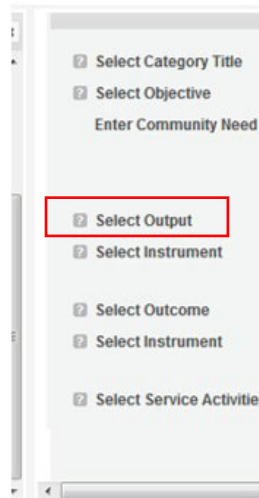 Select Category Title
Select Objective
Enter Community Need
Select Output
Select Instrument
Select Outcome
Select Instrument
Select Service Activitie